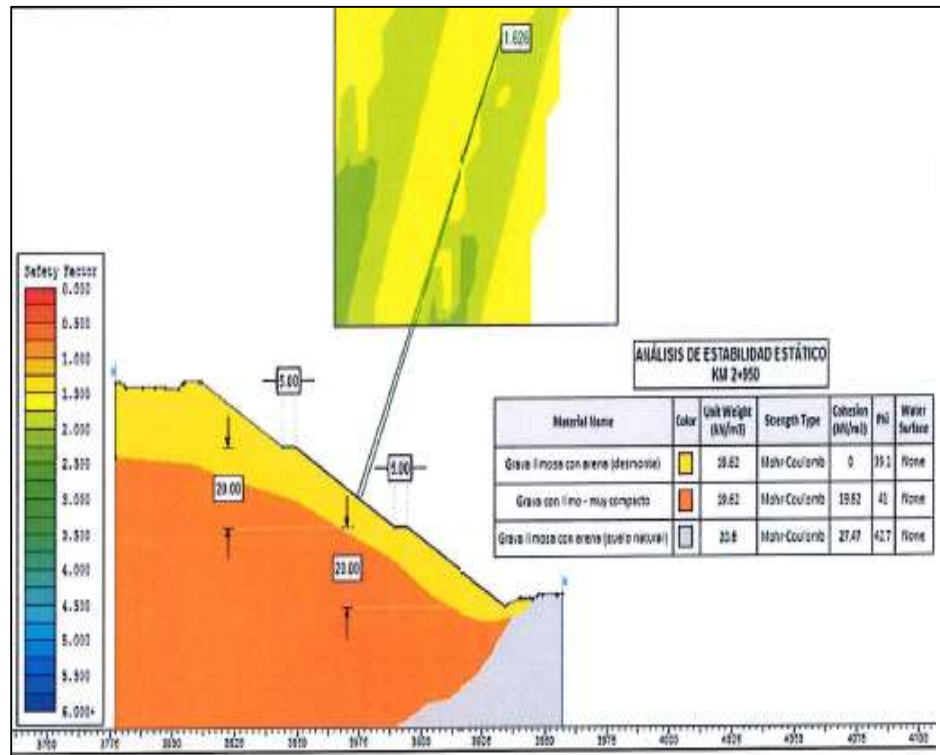 1.626
Safety Factor
0.000
0.500
1.000
1.500
2.000
2.500
3.000
3.500
4.000
4.500
5.000
5.500
6.000+
5.00
5.00
20.00
20.00
ANÁLISIS DE ESTABILIDAD ESTÁTICO
KM 2+950
Material Name Color Unit Weight (kN/m3) Strength Type Cohesion (kN/m2) Phi Water Surface
Grava limosa con arena (desmonte) 19.62 Mohr-Coulomb 0 39.1 None
Grava con limo - muy compacto 19.62 Mohr-Coulomb 19.62 41 None
Grava limosa con arena (suelo natural) 20.6 Mohr-Coulomb 27.47 42.7 None